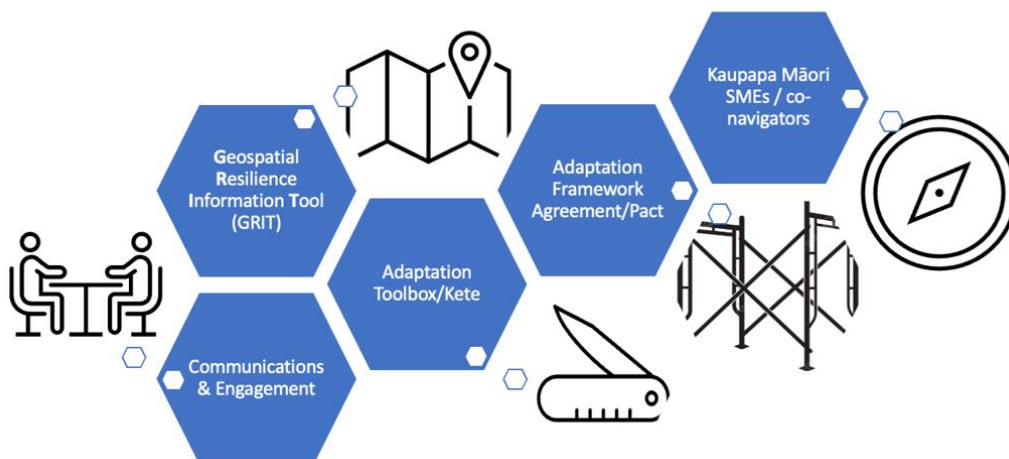 Geospatial
Resilience
Information Tool
(GRIT)
Communications
& Engagement
Adaptation
Toolbox/Kete
Adaptation
Framework
Agreement/Pact
Kaupapa Māori
SMEs / co-
navigators